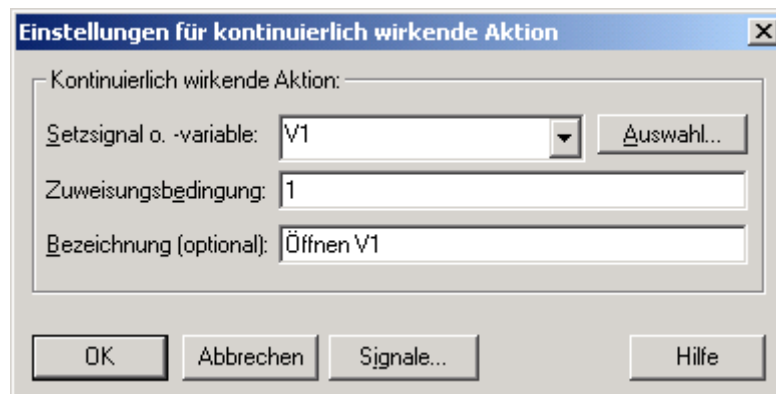 Einstellungen für kontinuierlich wirkende Aktion
Kontinuierlich wirkende Aktion:
Setzsignal o. -variable: V1 Auswahl...
Zuweisungsbedingung: 1
Bezeichnung (optional): Öffnen V1
OK Abbrechen Signale... Hilfe